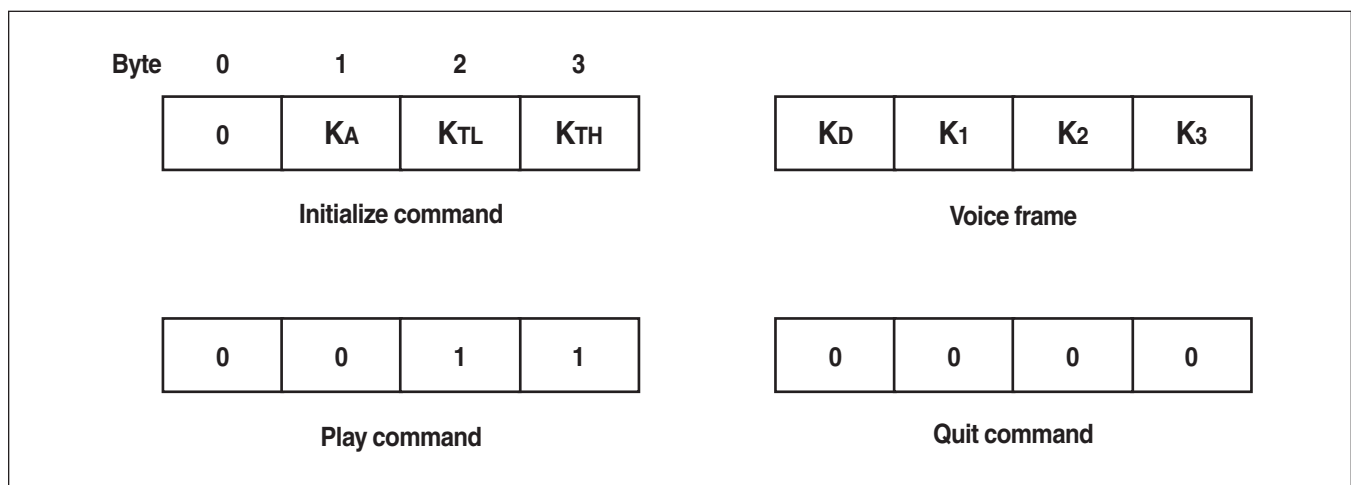 Byte 0 1 2 3
0 KA KTL KTH KD K1 K2 K3
Initialize command Voice frame
0 0 1 1 0 0 0 0
Play command Quit command